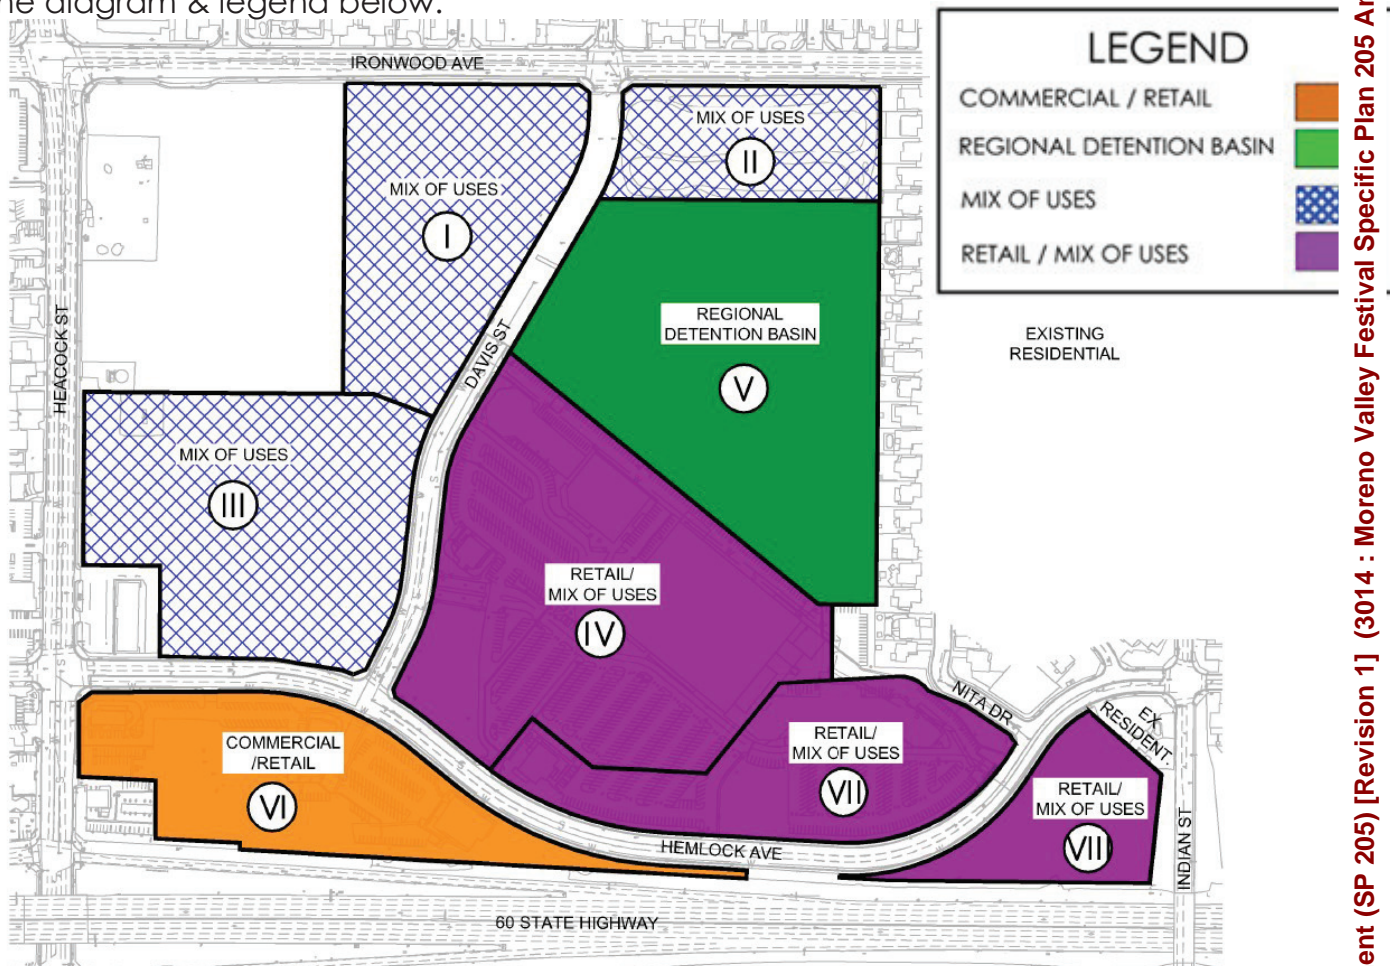 he diagram & legend below.
IRONWOOD AVE
LEGEND
COMMERCIAL / RETAIL
REGIONAL DETENTION BASIN
MIX OF USES
RETAIL / MIX OF USES
MIX OF USES
II
MIX OF USES
I
HEACOCK ST
DAVIS ST
REGIONAL
DETENTION BASIN
V
EXISTING
RESIDENTIAL
MIX OF USES
III
RETAIL/
MIX OF USES
IV
NITA DR
EX
RESIDENT.
COMMERCIAL
/RETAIL
VI
RETAIL/
MIX OF USES
VII
RETAIL/
MIX OF USES
VII
HEMLOCK AVE
INDIAN ST
60 STATE HIGHWAY
ent (SP 205) [Revision 1]  (3014 : Moreno Valley Festival Specific Plan 205 Ar